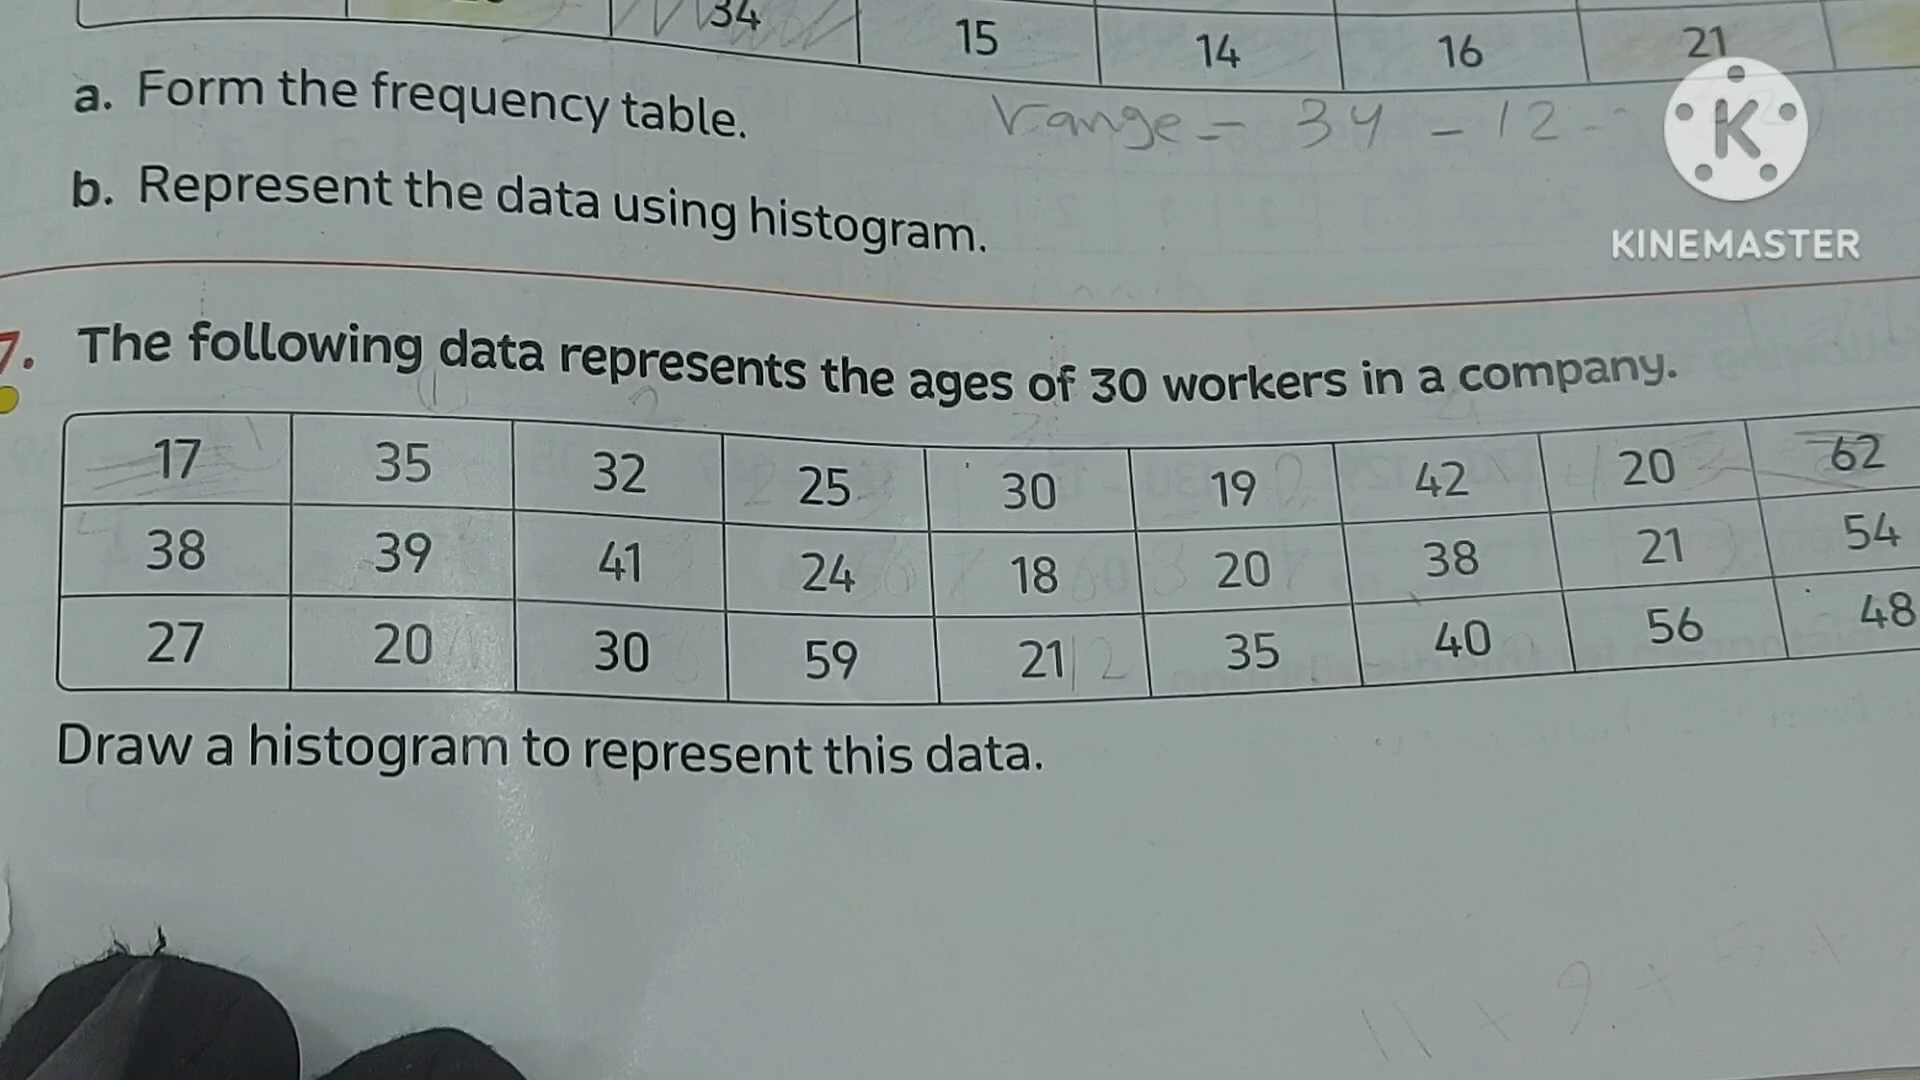 34 15 14 16 21
a. Form the frequency table.
range = 34 - 12 -
b. Represent the data using histogram.
K
KINEMASTER
7. The following data represents the ages of 30 workers in a company.
17 35 32 25 30 19 42 20 62
38 39 41 24 18 20 38 21 54
27 20 30 59 21 35 40 56 48
Draw a histogram to represent this data.
11 + 9 + 5 +